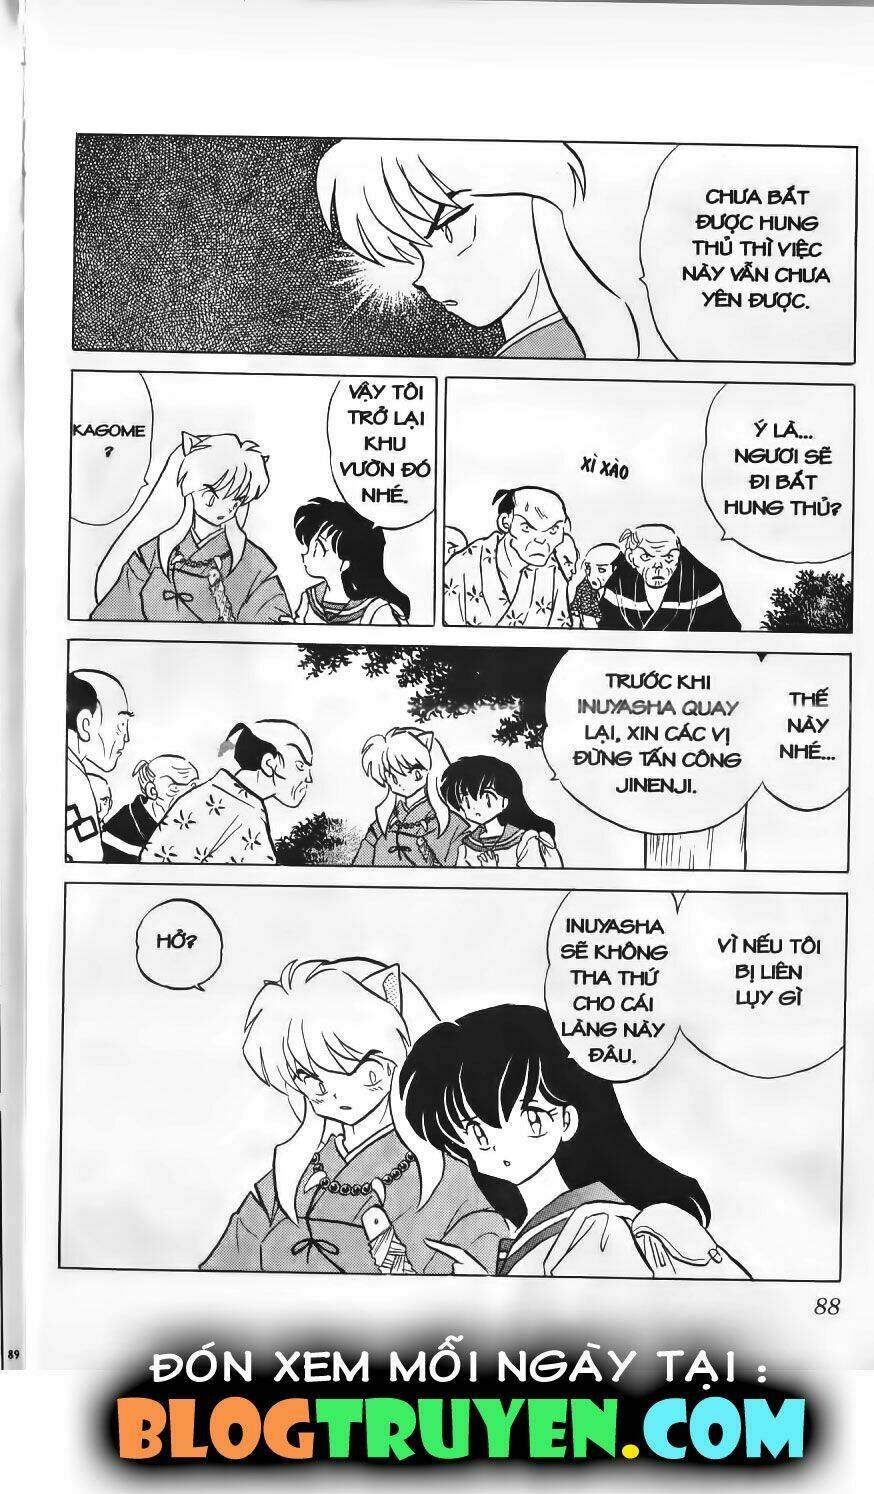 CHƯA BẮT
ĐƯỢC HUNG
THỦ THÌ VIỆC
NÀY VẪN CHƯA
YÊN ĐƯỢC.
Ý LÀ...
NGƯƠI SẼ
ĐI BẮT
HUNG THỦ?
XÌ XÀO
VẬY TÔI
TRỞ LẠI
KHU
VƯỜN ĐÓ
NHÉ.
KAGOME
?
THẾ
NÀY
NHÉ...
TRƯỚC KHI
INUYASHA QUAY
LẠI, XIN CÁC VỊ
ĐỪNG TẤN CÔNG
JINENJI.
VÌ NẾU TÔI
BỊ LIÊN
LỤY GÌ
INUYASHA
SẼ KHÔNG
THA THỨ
CHO CÁI
LÀNG NÀY
ĐÂU.
HỞ?
88
89
ĐÓN XEM MỖI NGÀY TẠI :
BLOGTRUYEN.COM